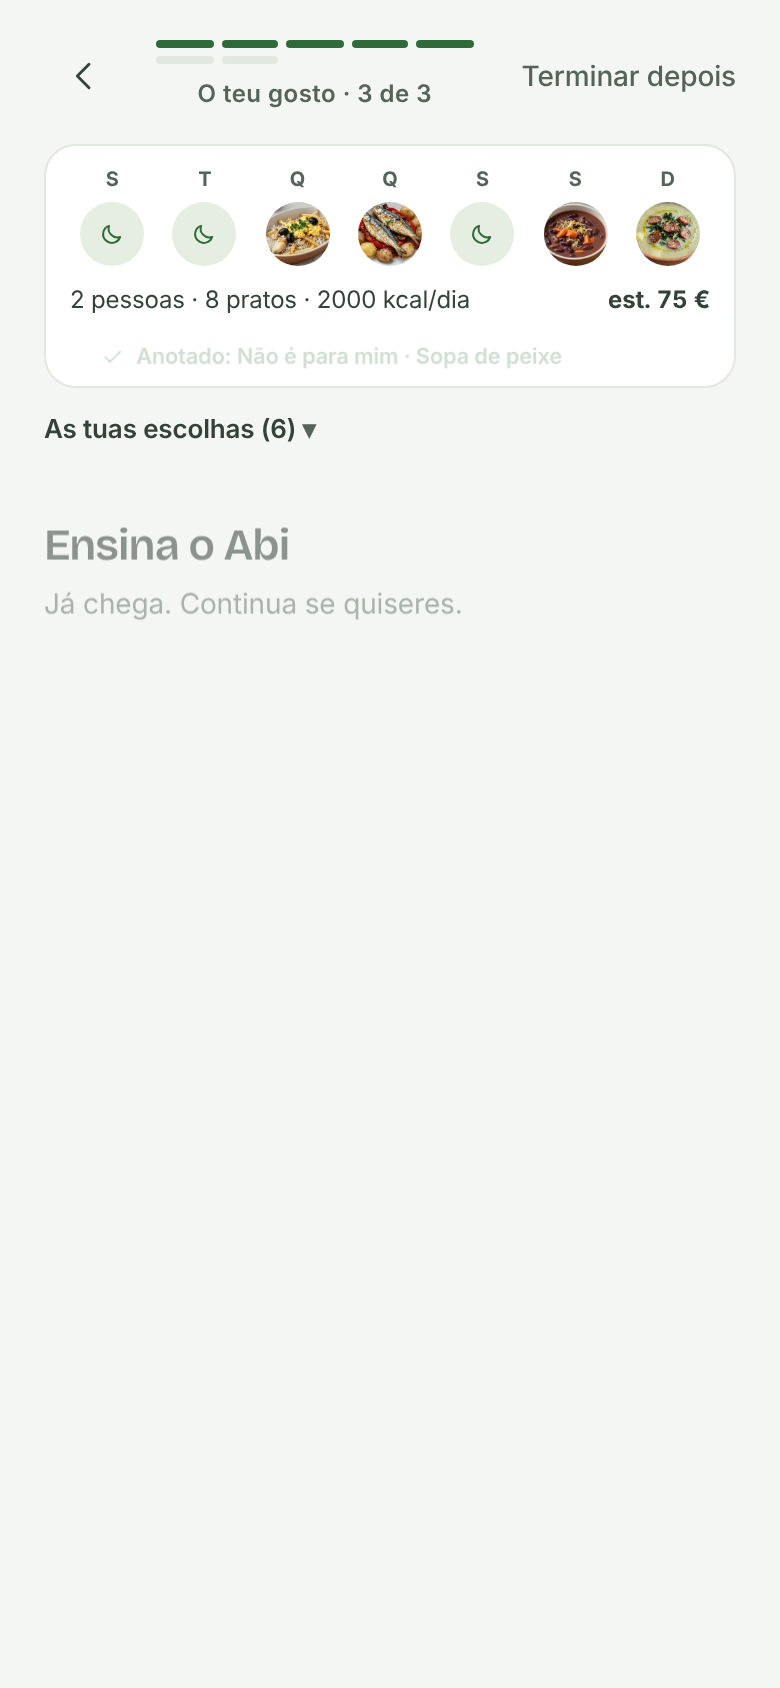 O teu gosto · 3 de 3
Terminar depois
S T Q Q S S D
2 pessoas · 8 pratos · 2000 kcal/dia
est. 75 €
Anotado: Não é para mim · Sopa de peixe
As tuas escolhas (6) ▾
Ensina o Abi
Já chega. Continua se quiseres.